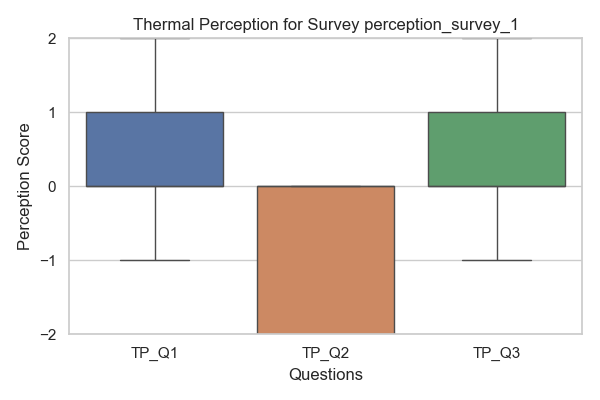 Thermal Perception for Survey perception_survey_1
Perception Score
2
1
0
−1
−2
TP_Q1 TP_Q2 TP_Q3
Questions